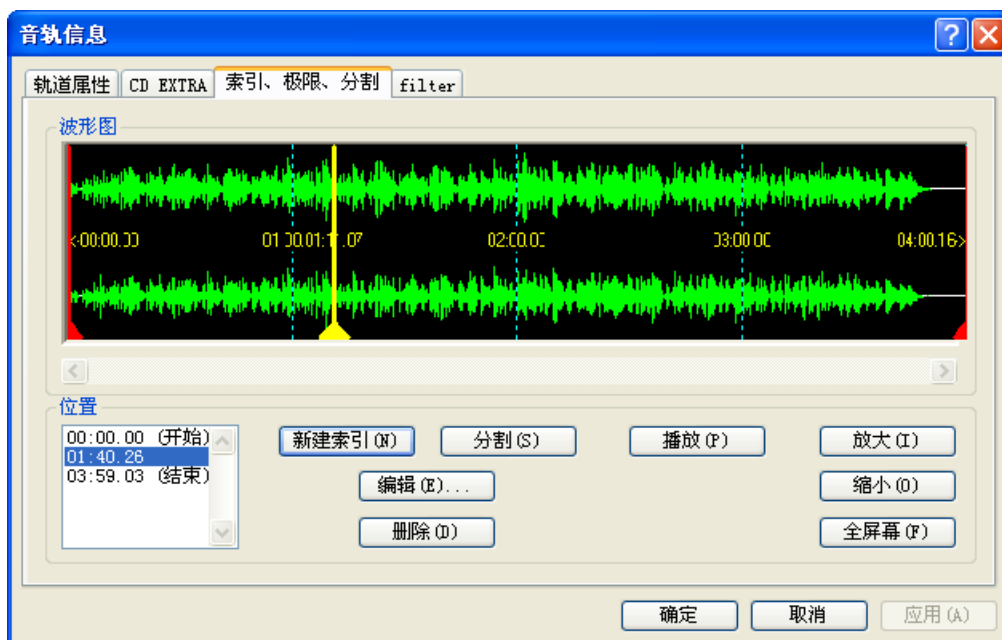 音轨信息
轨道属性 CD EXTRA 索引、极限、分割 filter
波形图
02:00.00 03:00.00 04:00.16>
位置
00:00.00 (开始)
01:40.26
03:59.03 (结束)
新建索引(N) 分割(S) 播放(P) 放大(I)
编辑(E)... 缩小(O)
删除(D) 全屏幕(F)
确定 取消 应用(A)